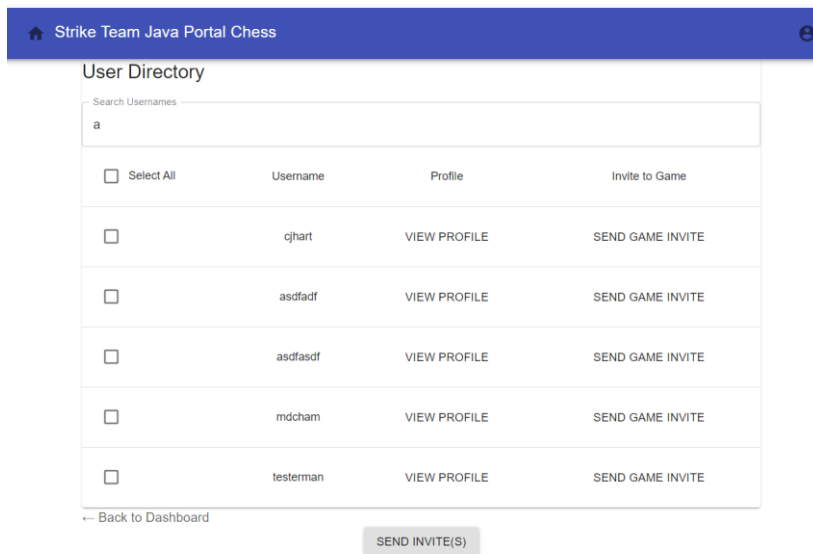 Strike Team Java Portal Chess
User Directory
Search Usernames
a
Select All Username Profile Invite to Game
cjhart VIEW PROFILE SEND GAME INVITE
asdfadf VIEW PROFILE SEND GAME INVITE
asdfasdf VIEW PROFILE SEND GAME INVITE
mdcham VIEW PROFILE SEND GAME INVITE
testerman VIEW PROFILE SEND GAME INVITE
← Back to Dashboard
SEND INVITE(S)